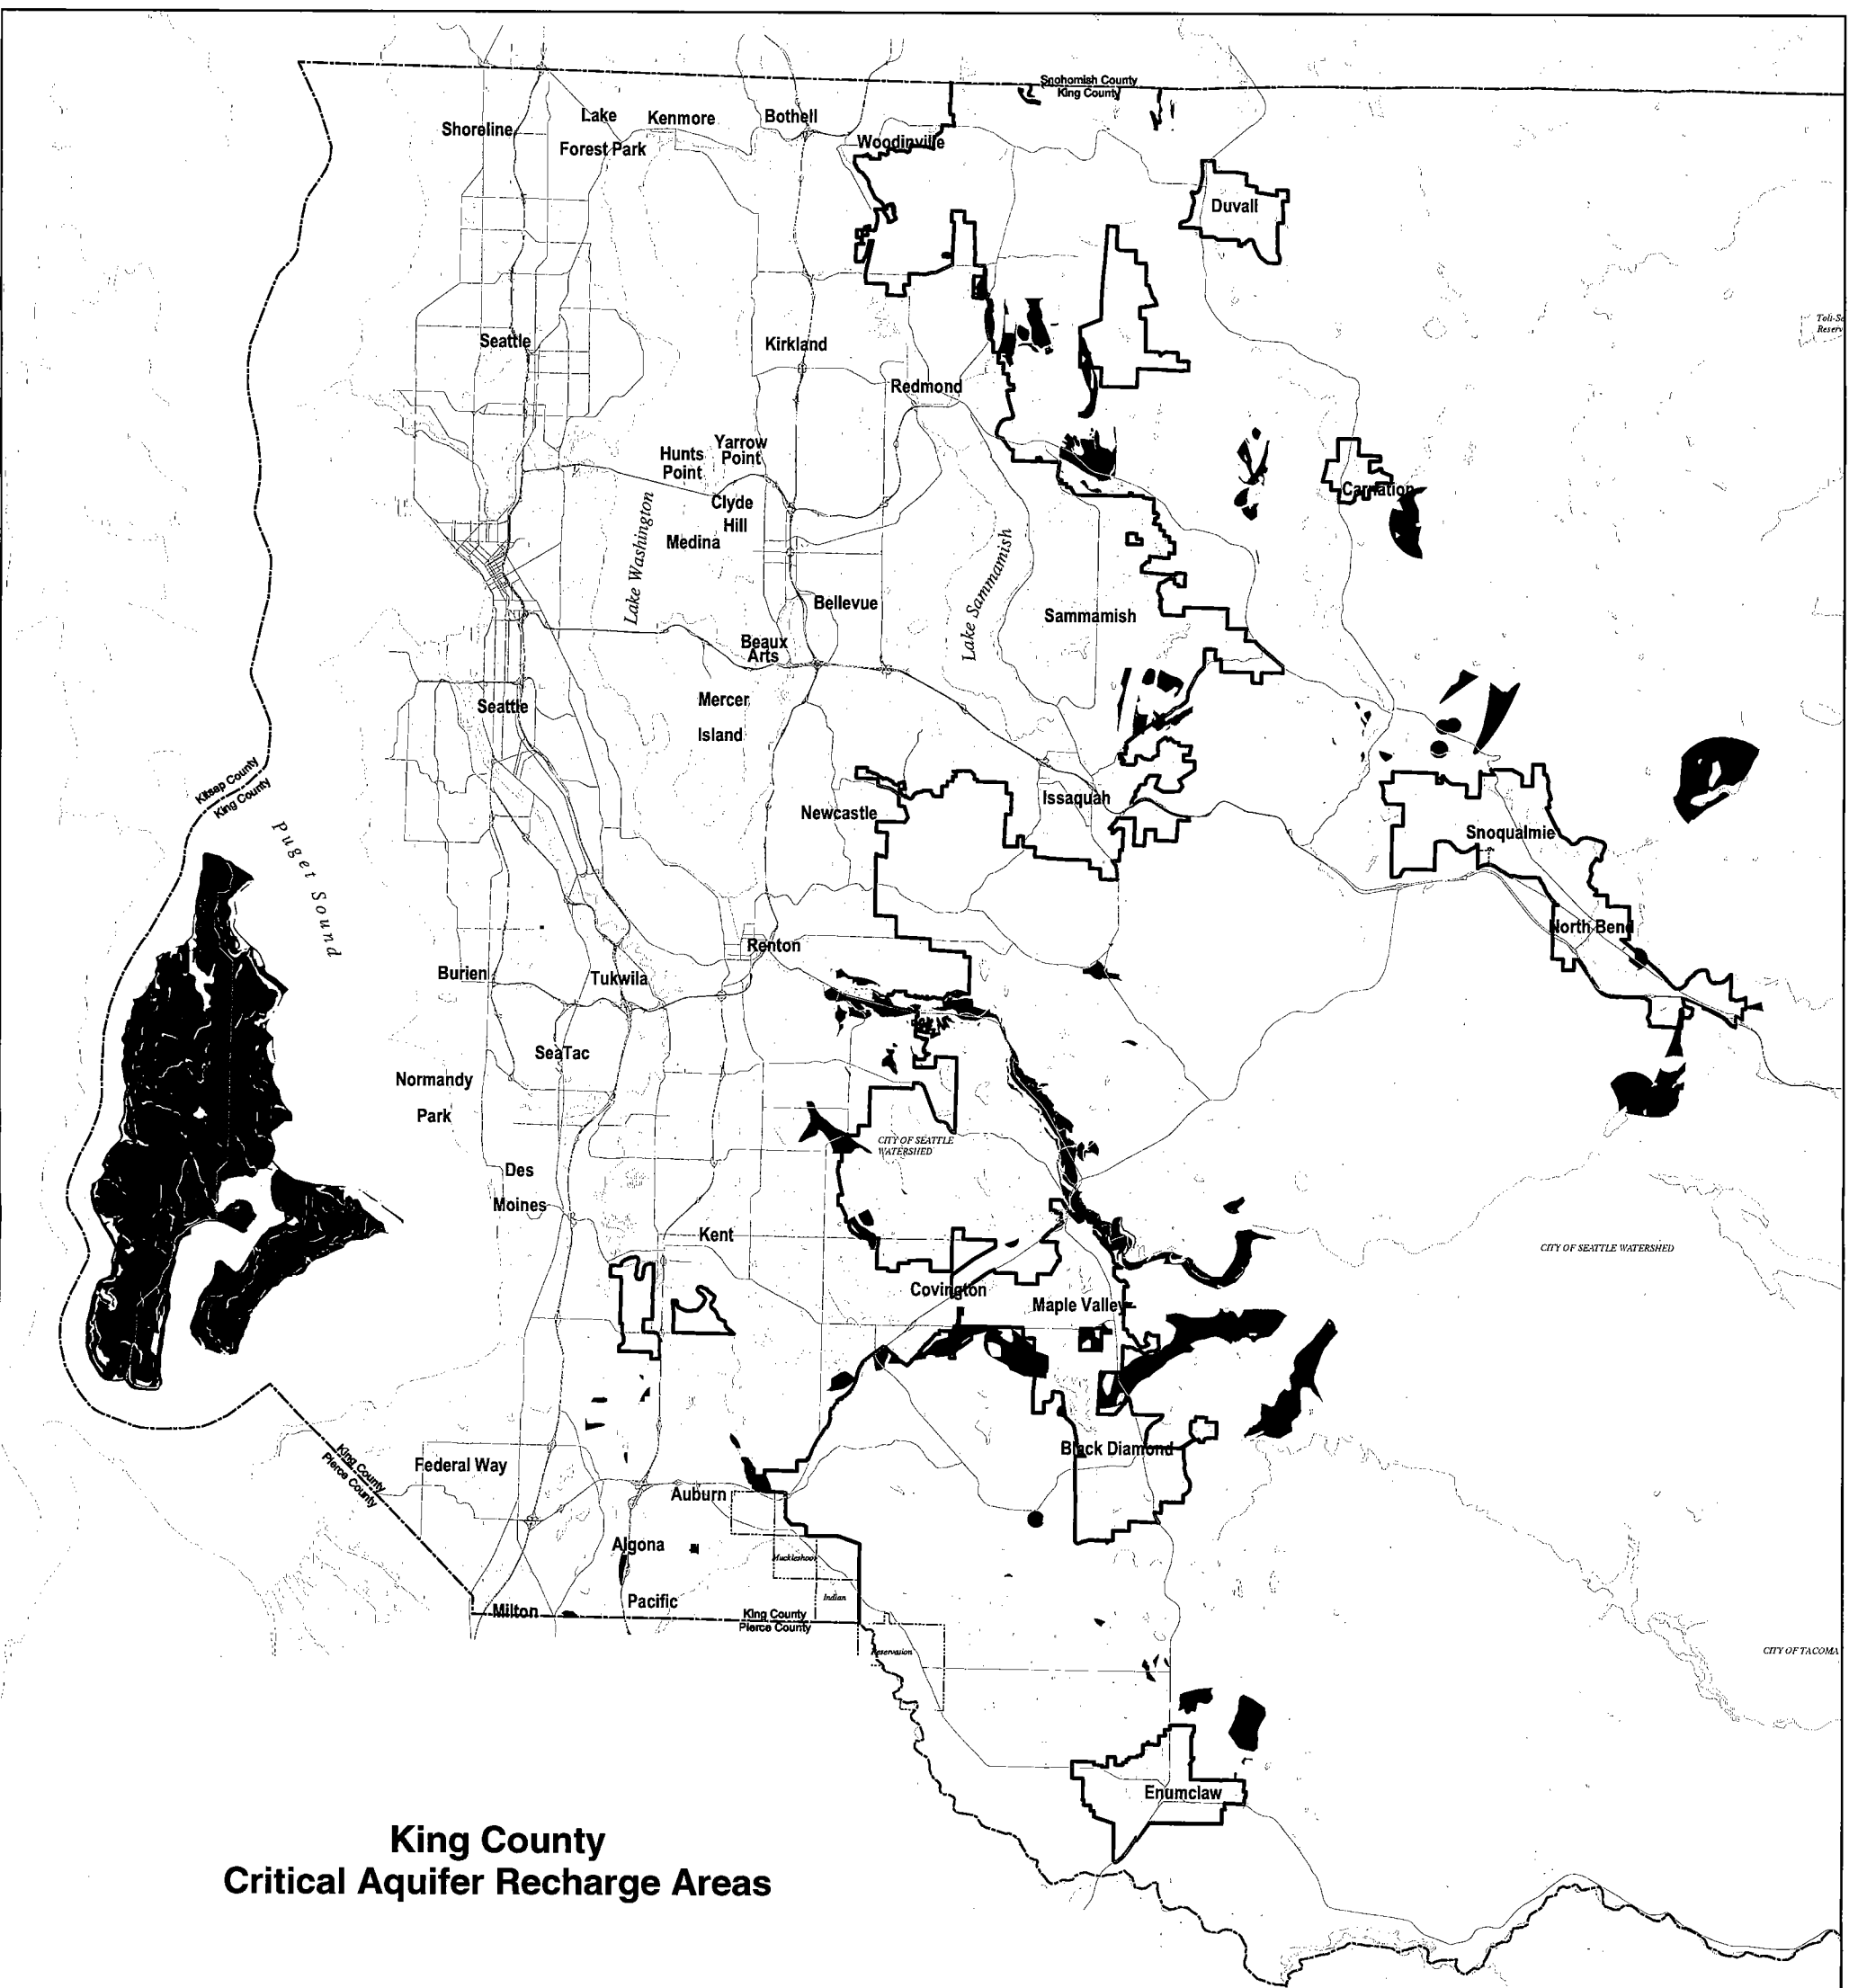 Snohomish County
King County
Shoreline
Lake
Forest Park
Kenmore
Bothell
Woodinville
Duvall
Seattle
Kirkland
Redmond
Hunts
Point
Yarrow
Point
Clyde
Hill
Medina
Lake Washington
Bellevue
Lake Sammamish
Sammamish
Carnation
Beaux
Arts
Mercer
Island
Seattle
Kitsap County
King County
Puget Sound
Newcastle
Issaquah
Snoqualmie
North Bend
Renton
Burien
Tukwila
SeaTac
Normandy
Park
CITY OF SEATTLE
WATERSHED
Des
Moines
Kent
CITY OF SEATTLE WATERSHED
Covington
Maple Valley
Black Diamond
King County
Pierce County
Federal Way
Auburn
Algona
Muckleshoot
Indian
Reservation
Milton
Pacific
King County
Pierce County
CITY OF TACOMA
Enumclaw
King County
Critical Aquifer Recharge Areas